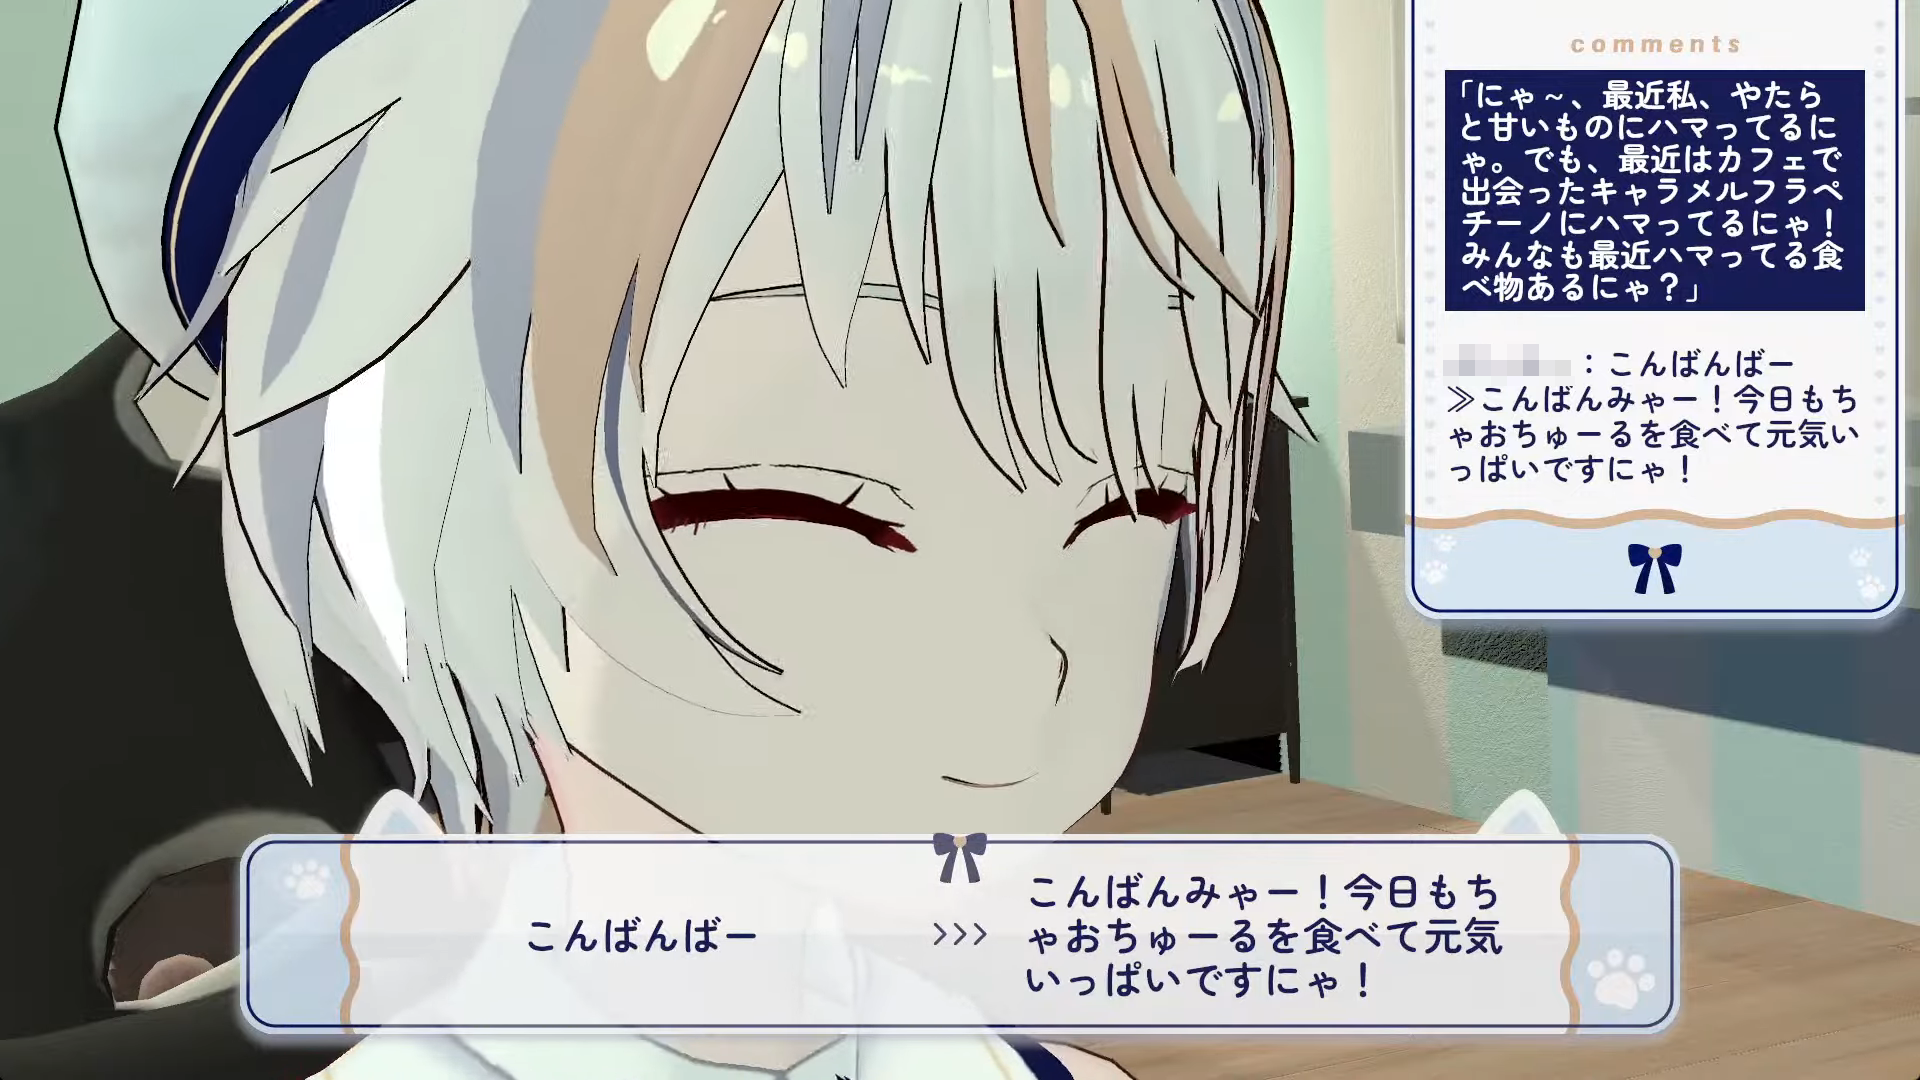 comments
「にゃ~、最近私、やたら
と甘いものにハマってるに
ゃ。でも、最近はカフェで
出会ったキャラメルフラペ
チーノにハマってるにゃ！
みんなも最近ハマってる食
べ物あるにゃ？」
：こんばんばー
≫こんばんみゃー！今日もち
ゃおちゅーるを食べて元気い
っぱいですにゃ！
こんばんばー
>>>
こんばんみゃー！今日もち
ゃおちゅーるを食べて元気
いっぱいですにゃ！